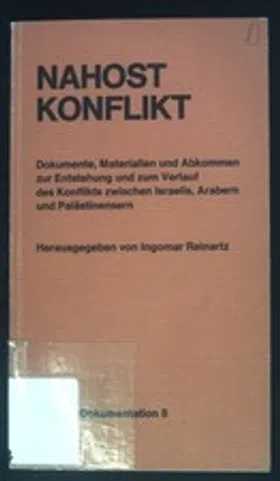 NAHOST
KONFLIKT
Dokumente, Materialien und Abkommen
zur Entstehung und zum Verlauf
des Konflikts zwischen Israelis, Arabern
und Palästinensern
Herausgegeben von Ingomar Reinartz
Dokumentation 8